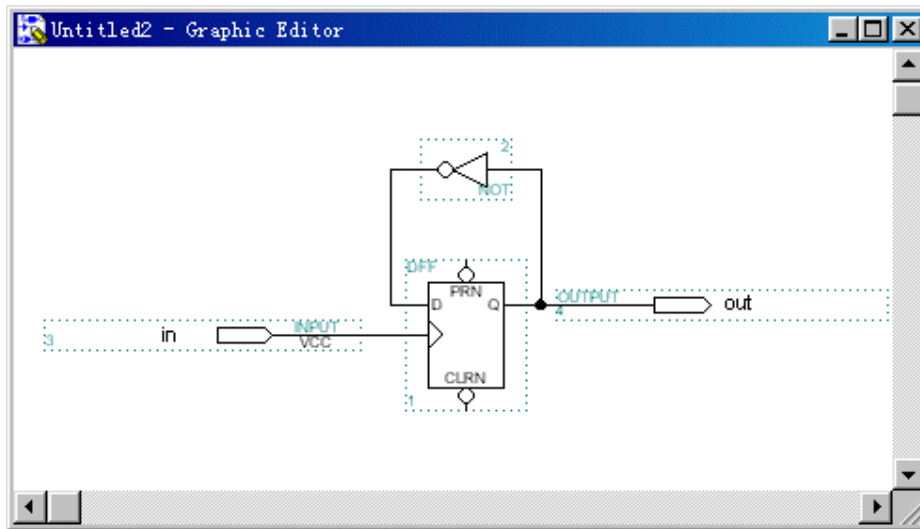 Untitled2 - Graphic Editor
2
NOT
DFF
PRN
D
Q
OUTPUT
4
out
in
INPUT
VCC
3
CLRN
1